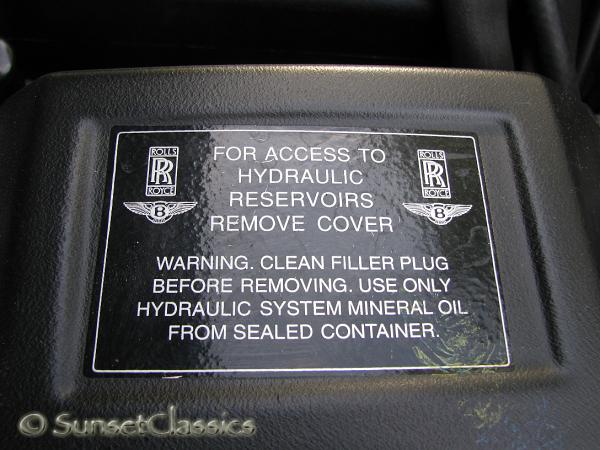 ROLLS
RR
ROYCE
B
FOR ACCESS TO
HYDRAULIC
RESERVOIRS
REMOVE COVER
ROLLS
RR
ROYCE
B
WARNING. CLEAN FILLER PLUG
BEFORE REMOVING. USE ONLY
HYDRAULIC SYSTEM MINERAL OIL
FROM SEALED CONTAINER.
© SunsetClassics